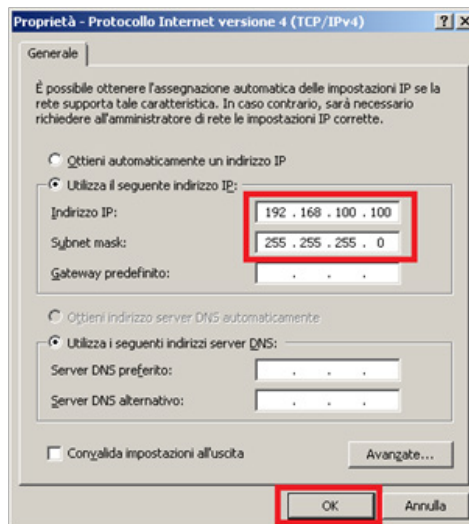 Proprietà - Protocollo Internet versione 4 (TCP/IPv4)
Generale
È possibile ottenere l'assegnazione automatica delle impostazioni IP se la
rete supporta tale caratteristica. In caso contrario, sarà necessario
richiedere all'amministratore di rete le impostazioni IP corrette.
Ottieni automaticamente un indirizzo IP
Utilizza il seguente indirizzo IP:
Indirizzo IP: 192 . 168 . 100 . 100
Subnet mask: 255 . 255 . 255 . 0
Gateway predefinito: . . .
Ottieni indirizzo server DNS automaticamente
Utilizza i seguenti indirizzi server DNS:
Server DNS preferito: . . .
Server DNS alternativo: . . .
Convalida impostazioni all'uscita
Avanzate...
OK Annulla